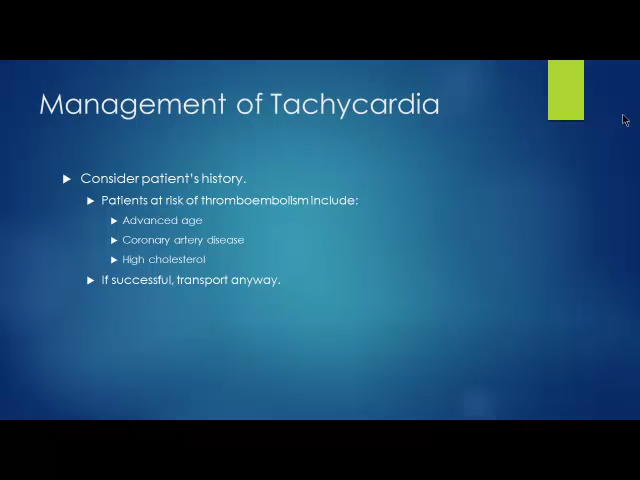 Management of Tachycardia
Consider patient's history.
Patients at risk of thromboembolism include:
Advanced age
Coronary artery disease
High cholesterol
If successful, transport anyway.